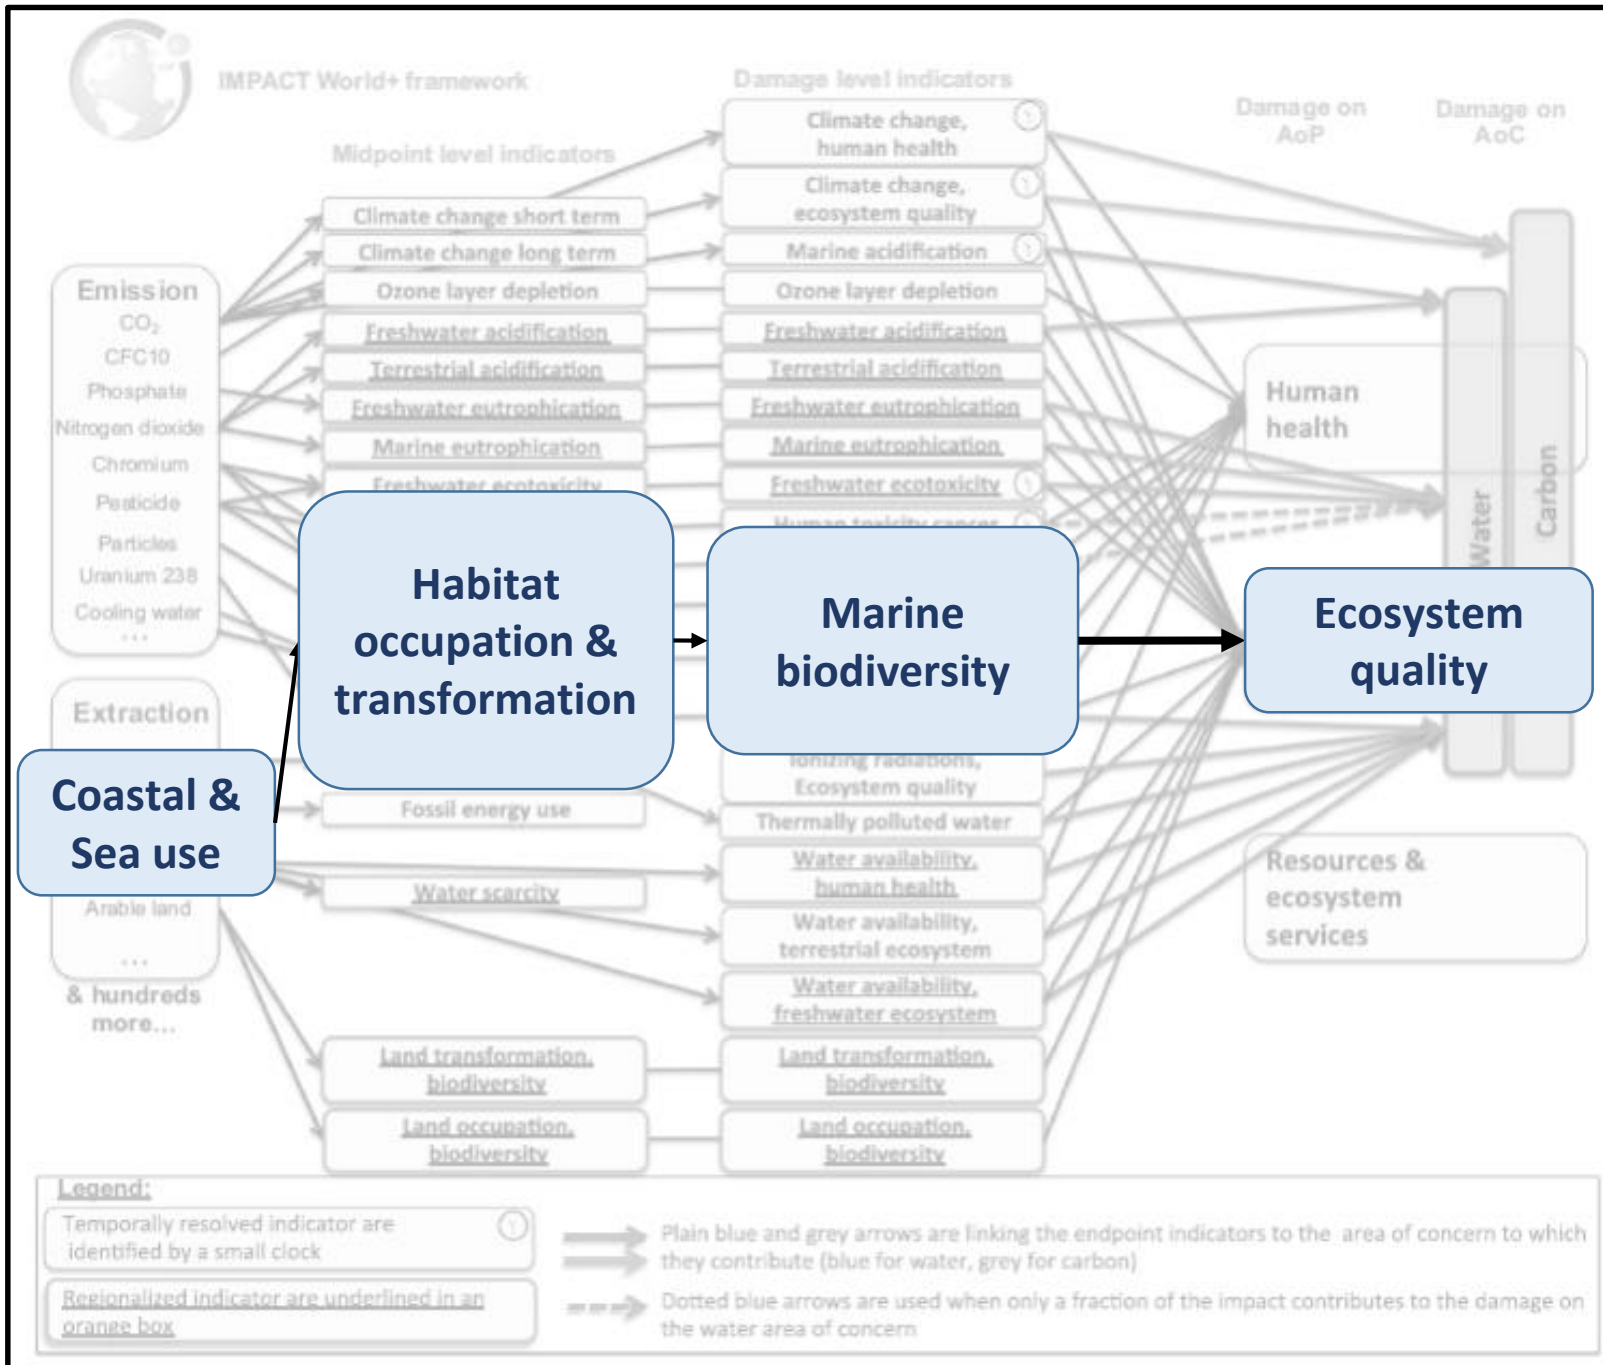 IMPACT World+ framework
Damage level indicators
Damage on
AoP
Damage on
AoC
Midpoint level indicators
Climate change,
human health
Climate change,
ecosystem quality
Climate change short term
Climate change long term
Marine acidification
Emission
CO₂
CFC10
Phosphate
Nitrogen dioxide
Chromium
Pesticide
Particles
Uranium 238
Cooling water
...
Ozone layer depletion
Ozone layer depletion
Freshwater acidification
Freshwater acidification
Terrestrial acidification
Terrestrial acidification
Freshwater eutrophication
Freshwater eutrophication
Marine eutrophication
Marine eutrophication
Freshwater ecotoxicity
Freshwater ecotoxicity
Human toxicity cancer
Human
health
Water
Carbon
Habitat
occupation &
transformation
Marine
biodiversity
Ecosystem
quality
Extraction
Coastal &
Sea use
Ionizing radiations,
Ecosystem quality
Fossil energy use
Thermally polluted water
Water scarcity
Water availability,
human health
Water availability,
terrestrial ecosystem
Water availability,
freshwater ecosystem
Resources &
ecosystem
services
Arable land
...
& hundreds
more...
Land transformation,
biodiversity
Land transformation,
biodiversity
Land occupation,
biodiversity
Land occupation,
biodiversity
Legend:
Temporally resolved indicator are
identified by a small clock
Regionalized indicator are underlined in an
orange box
Plain blue and grey arrows are linking the endpoint indicators to the area of concern to which
they contribute (blue for water, grey for carbon)
Dotted blue arrows are used when only a fraction of the impact contributes to the damage on
the water area of concern